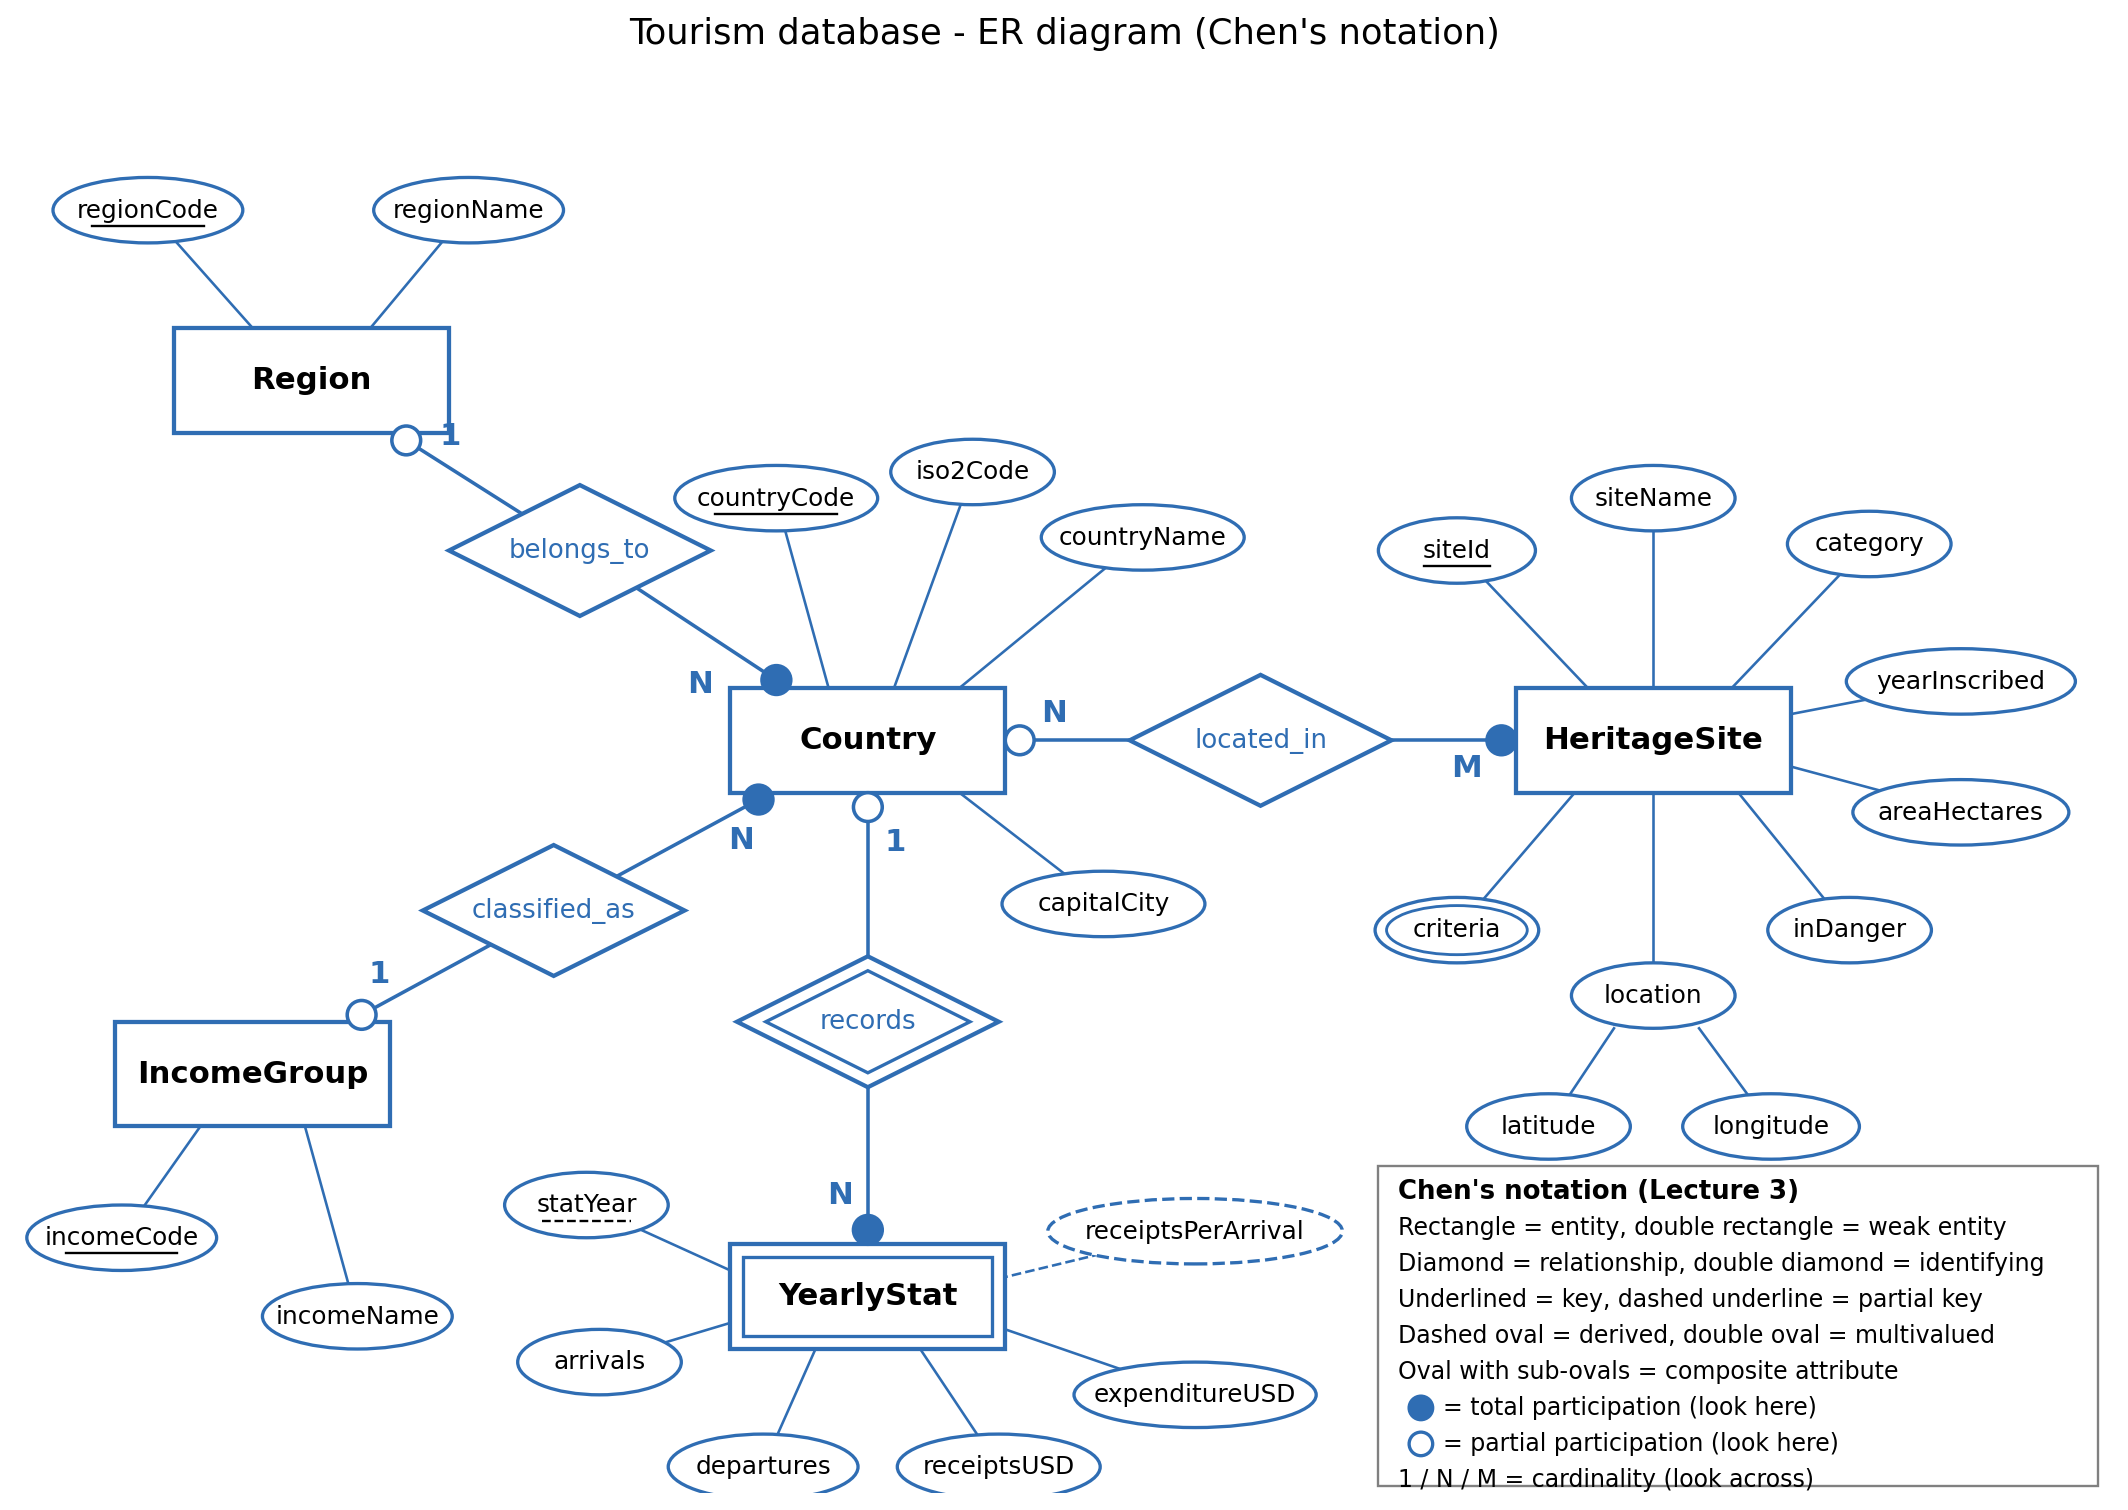 Tourism database - ER diagram (Chen's notation)
regionCode
regionName
Region
1
belongs_to
countryCode
iso2Code
countryName
siteId
siteName
category
yearInscribed
N
Country
N
located_in
M
HeritageSite
areaHectares
N
1
classified_as
capitalCity
criteria
inDanger
1
records
location
IncomeGroup
latitude
longitude
incomeCode
incomeName
statYear
N
receiptsPerArrival
YearlyStat
arrivals
expenditureUSD
departures
receiptsUSD
Chen's notation (Lecture 3)
Rectangle = entity, double rectangle = weak entity
Diamond = relationship, double diamond = identifying
Underlined = key, dashed underline = partial key
Dashed oval = derived, double oval = multivalued
Oval with sub-ovals = composite attribute
= total participation (look here)
= partial participation (look here)
1 / N / M = cardinality (look across)